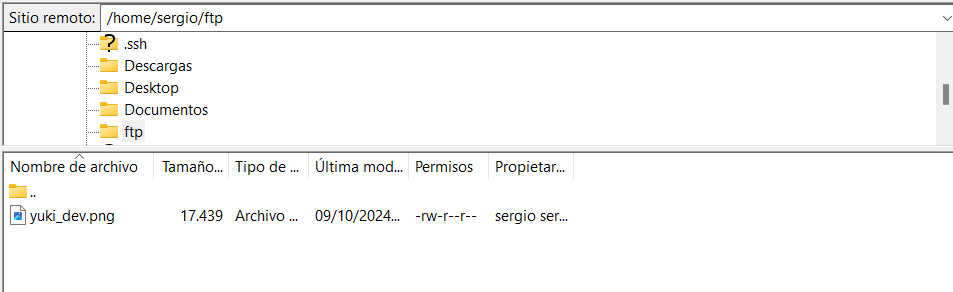 Sitio remoto: /home/sergio/ftp
.ssh
Descargas
Desktop
Documentos
ftp
Nombre de archivo Tamaño... Tipo de ... Última mod... Permisos Propietar...
..
yuki_dev.png 17.439 Archivo ... 09/10/2024... -rw-r--r-- sergio ser...